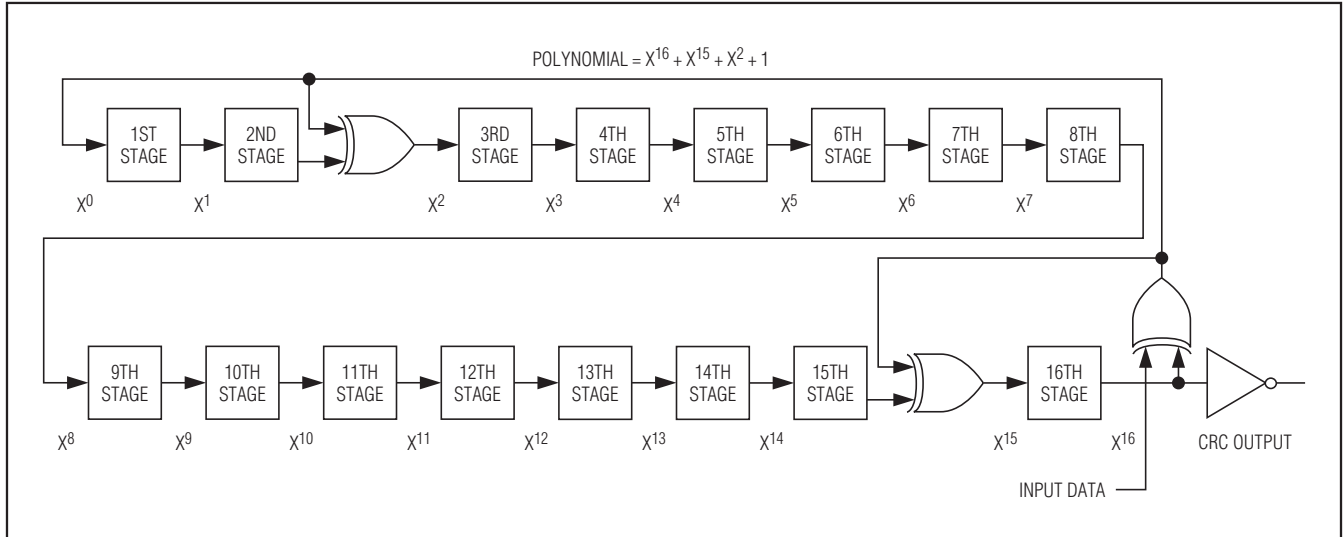 POLYNOMIAL = X¹⁶ + X¹⁵ + X² + 1
1ST
STAGE
2ND
STAGE
3RD
STAGE
4TH
STAGE
5TH
STAGE
6TH
STAGE
7TH
STAGE
8TH
STAGE
X⁰
X¹
X²
X³
X⁴
X⁵
X⁶
X⁷
9TH
STAGE
10TH
STAGE
11TH
STAGE
12TH
STAGE
13TH
STAGE
14TH
STAGE
15TH
STAGE
16TH
STAGE
X⁸
X⁹
X¹⁰
X¹¹
X¹²
X¹³
X¹⁴
X¹⁵
X¹⁶
CRC OUTPUT
INPUT DATA